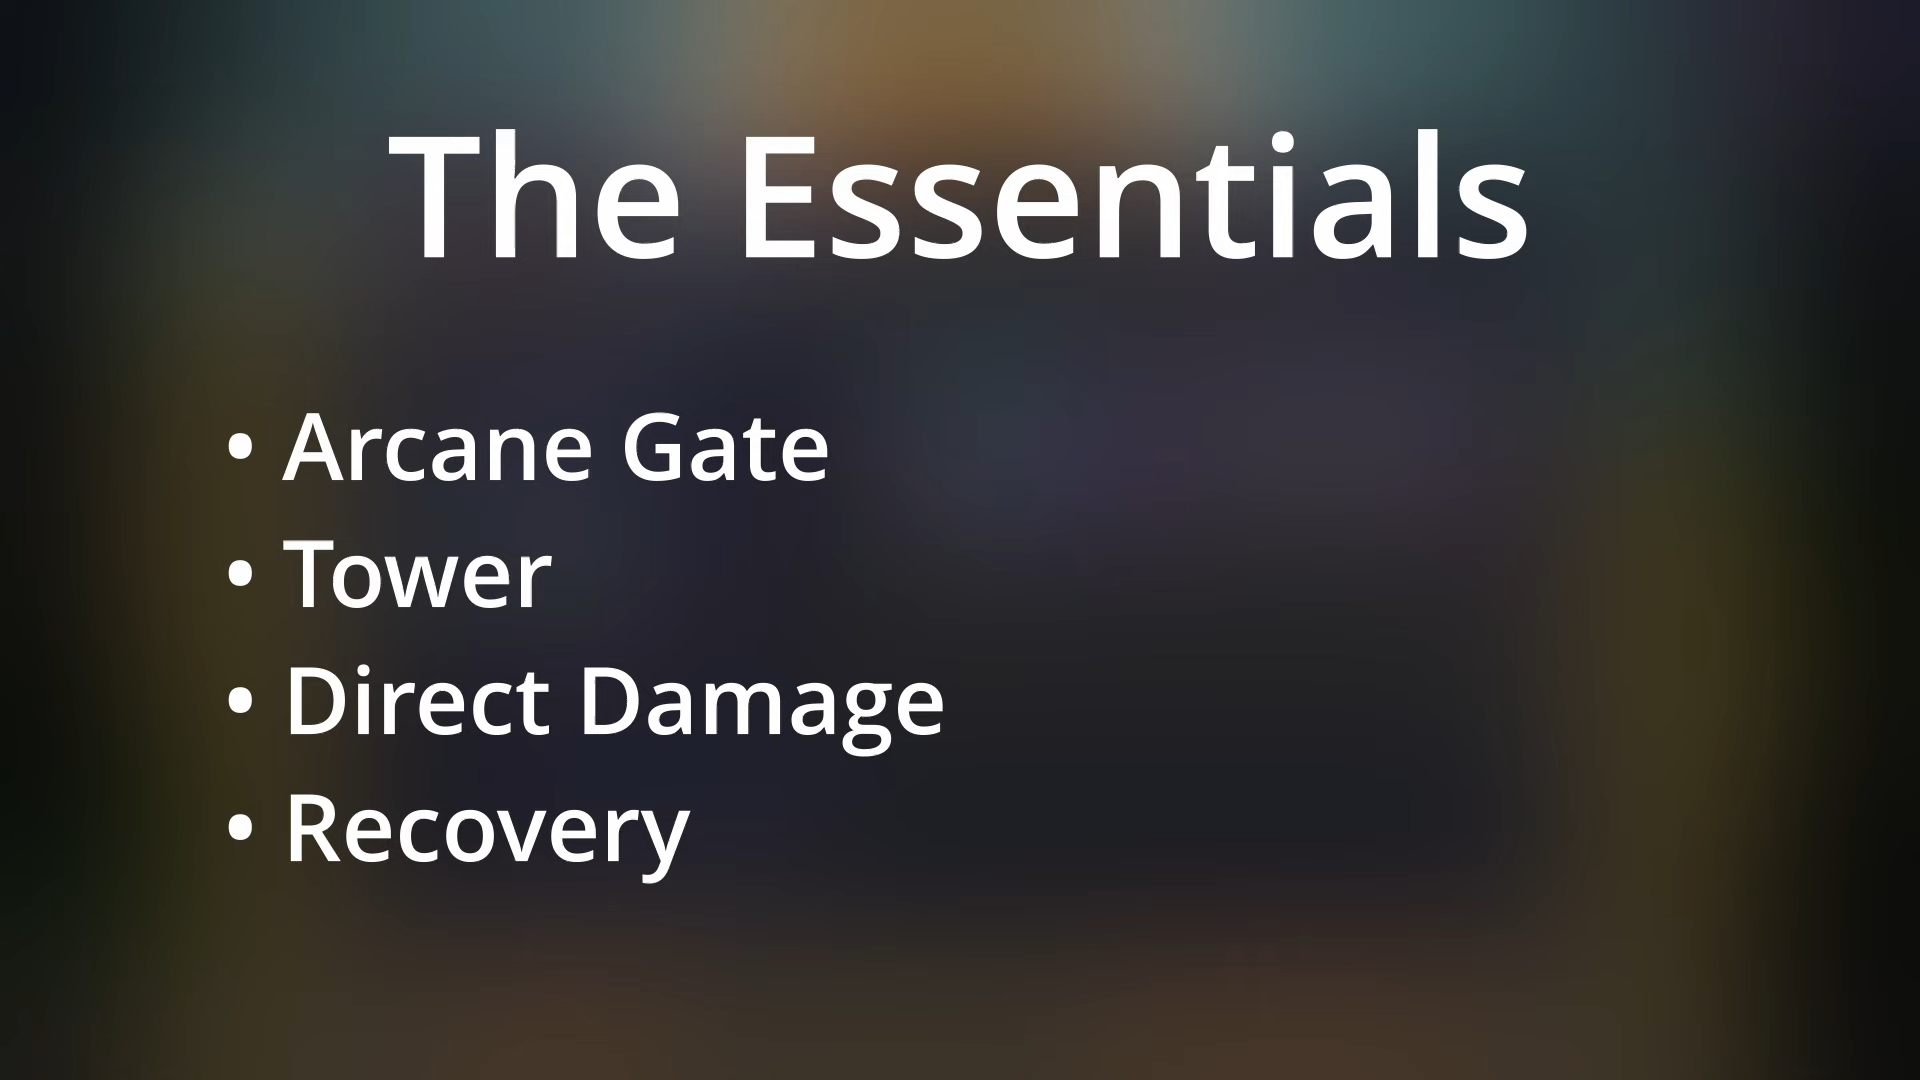 The Essentials
• Arcane Gate
• Tower
• Direct Damage
• Recovery